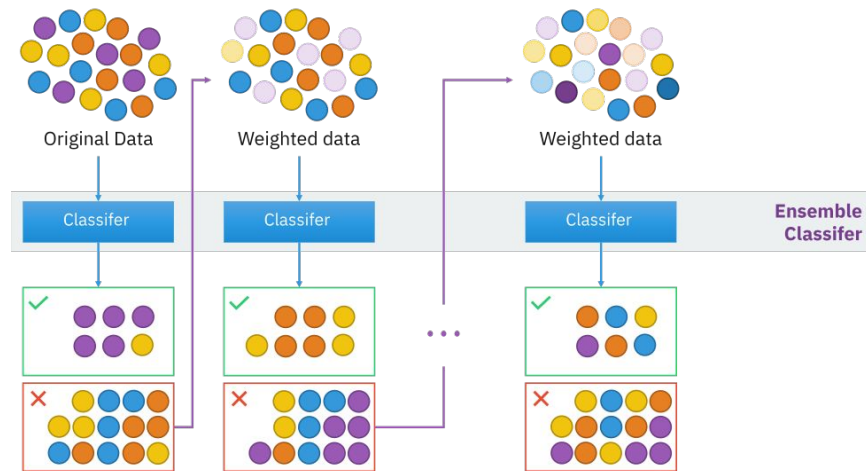 Original Data
Weighted data
Weighted data
Classifer
Classifer
Classifer
Ensemble
Classifer
...